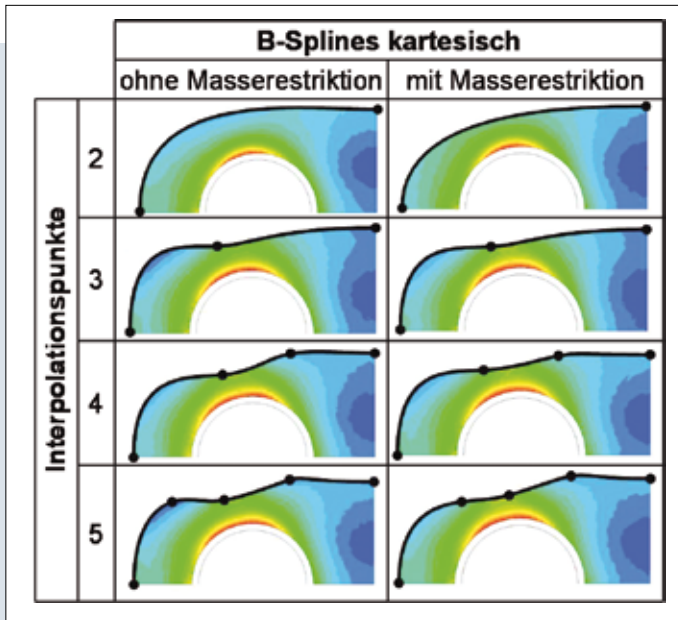 B-Splines kartesisch
ohne Masserestriktion
mit Masserestriktion
Interpolationspunkte
2
3
4
5